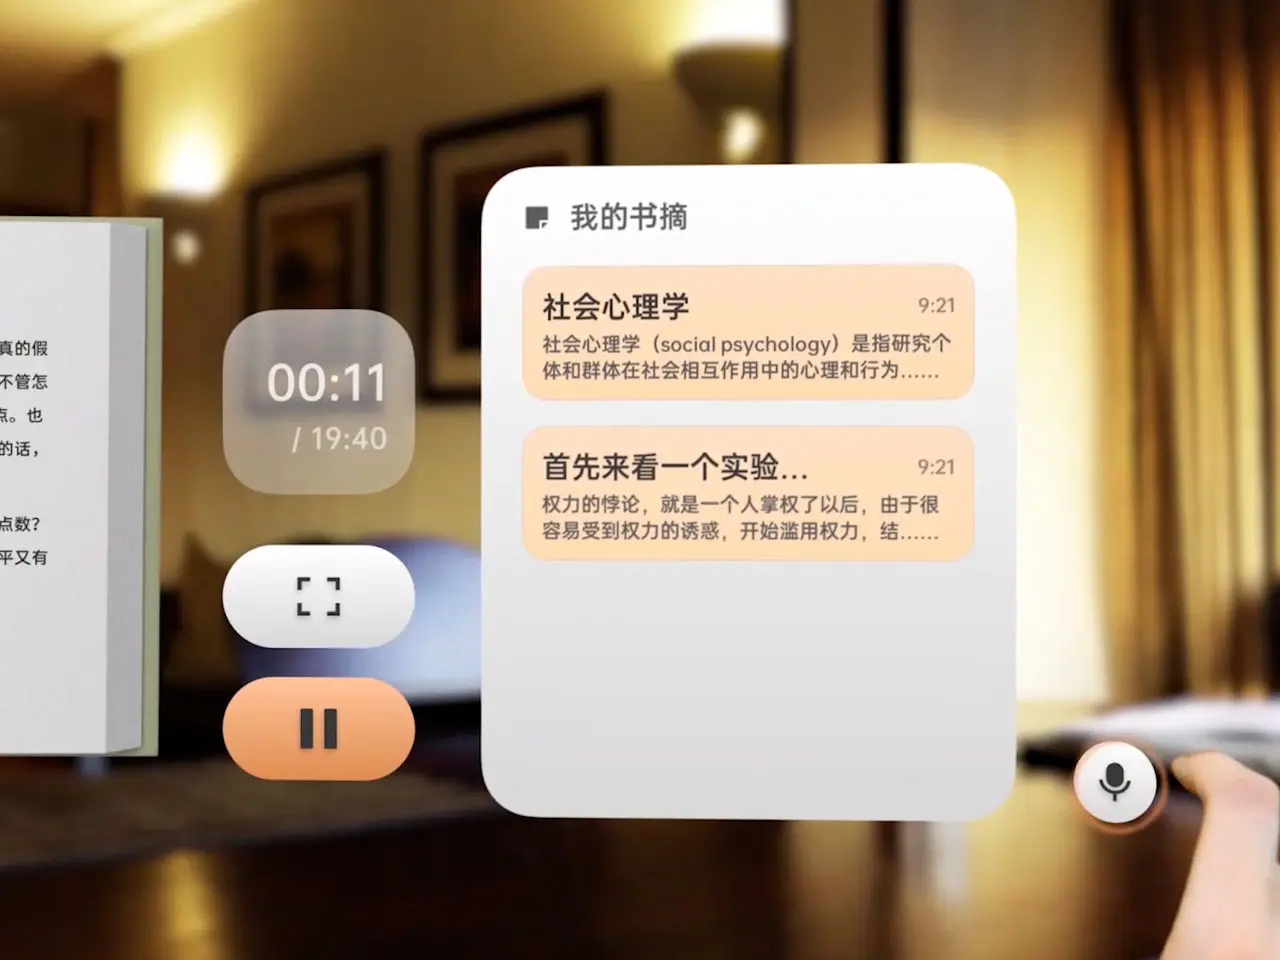 真的假
不管怎
点。也
的话，
点数？
平又有
00:11
/ 19:40
我的书摘
社会心理学
9:21
社会心理学（social psychology）是指研究个
体和群体在社会相互作用中的心理和行为……
首先来看一个实验…
9:21
权力的悖论，就是一个人掌权了以后，由于很
容易受到权力的诱惑，开始滥用权力，结……